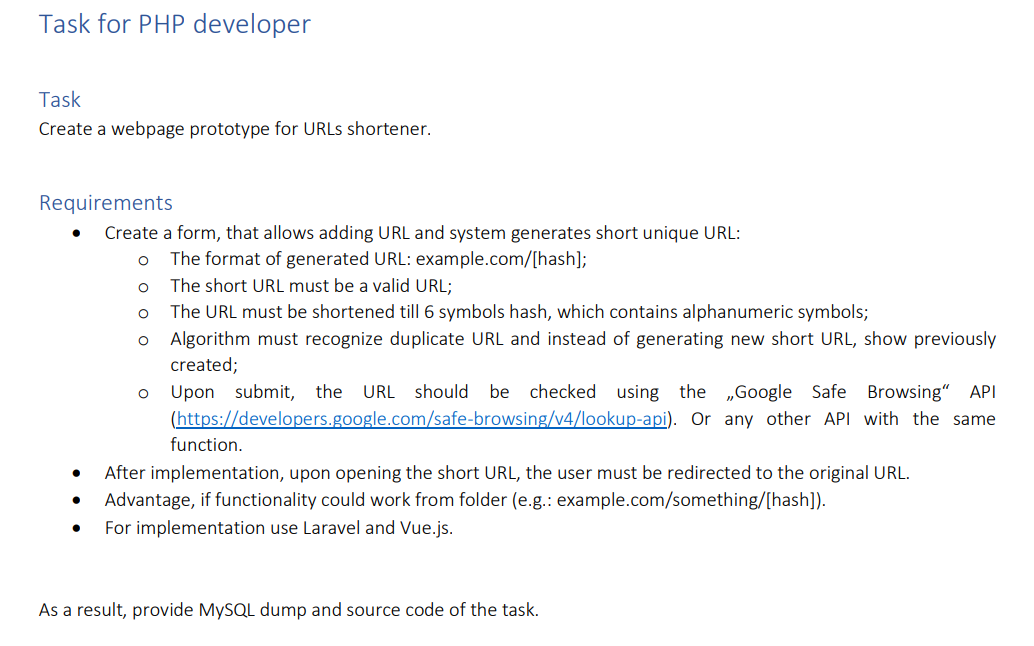 Task for PHP developer
Task
Create a webpage prototype for URLs shortener.
Requirements
• Create a form, that allows adding URL and system generates short unique URL:
o The format of generated URL: example.com/[hash];
o The short URL must be a valid URL;
o The URL must be shortened till 6 symbols hash, which contains alphanumeric symbols;
o Algorithm must recognize duplicate URL and instead of generating new short URL, show previously
created;
o Upon submit, the URL should be checked using the „Google Safe Browsing“ API
(https://developers.google.com/safe-browsing/v4/lookup-api). Or any other API with the same
function.
• After implementation, upon opening the short URL, the user must be redirected to the original URL.
• Advantage, if functionality could work from folder (e.g.: example.com/something/[hash]).
• For implementation use Laravel and Vue.js.
As a result, provide MySQL dump and source code of the task.